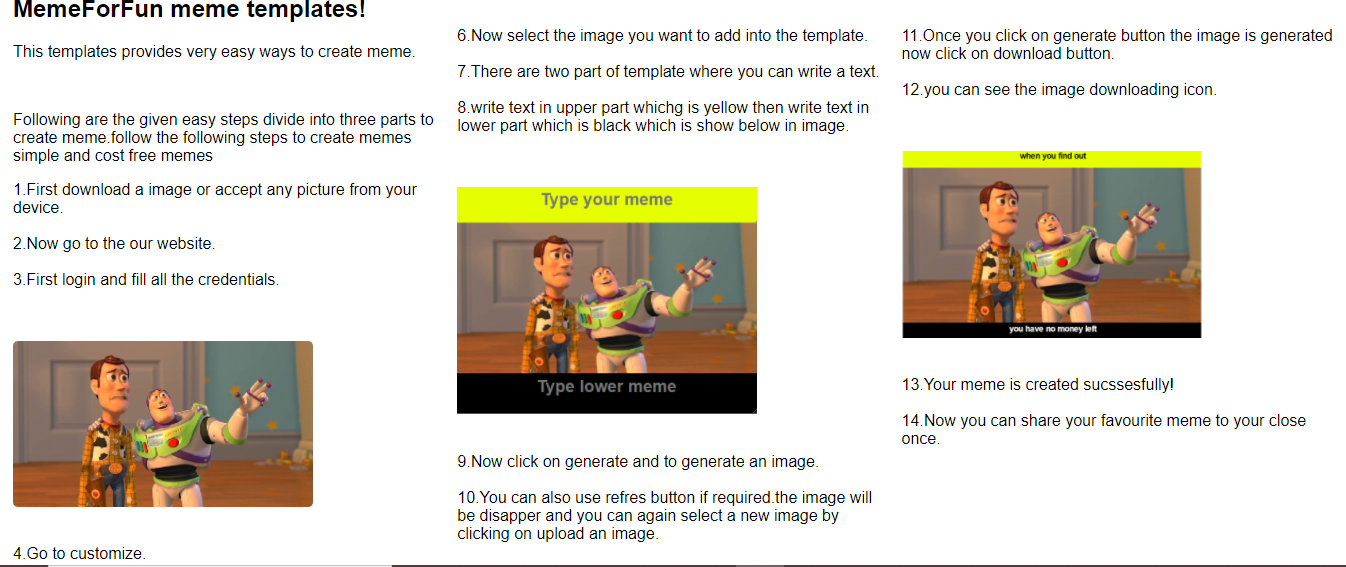 MemeForFun meme templates!
This templates provides very easy ways to create meme.
Following are the given easy steps divide into three parts to
create meme.follow the following steps to create memes
simple and cost free memes
1.First download a image or accept any picture from your
device.
2.Now go to the our website.
3.First login and fill all the credentials.
4.Go to customize.
6.Now select the image you want to add into the template.
7.There are two part of template where you can write a text.
8.write text in upper part whichg is yellow then write text in
lower part which is black which is show below in image.
Type your meme
Type lower meme
9.Now click on generate and to generate an image.
10.You can also use refres button if required.the image will
be disapper and you can again select a new image by
clicking on upload an image.
11.Once you click on generate button the image is generated
now click on download button.
12.you can see the image downloading icon.
when you find out
you have no money left
13.Your meme is created sucssesfully!
14.Now you can share your favourite meme to your close
once.